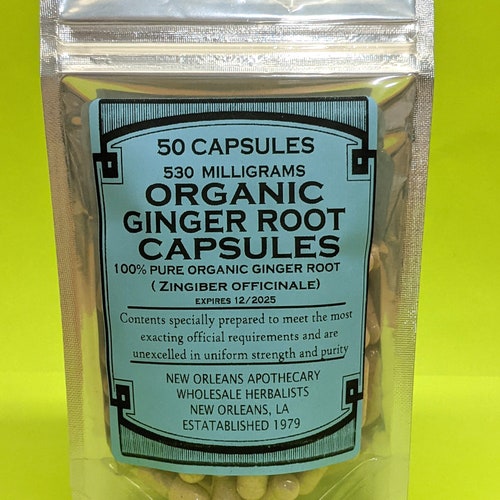 50 CAPSULES
530 MILLIGRAMS
ORGANIC
GINGER ROOT
CAPSULES
100% PURE ORGANIC GINGER ROOT
( ZINGIBER OFFICINALE)
EXPIRES 12/2025
Contents specially prepared to meet the most
exacting official requirements and are
unexcelled in uniform strength and purity
NEW ORLEANS APOTHECARY
WHOLESALE HERBALISTS
NEW ORLEANS, LA
ESTATABLISHED 1979